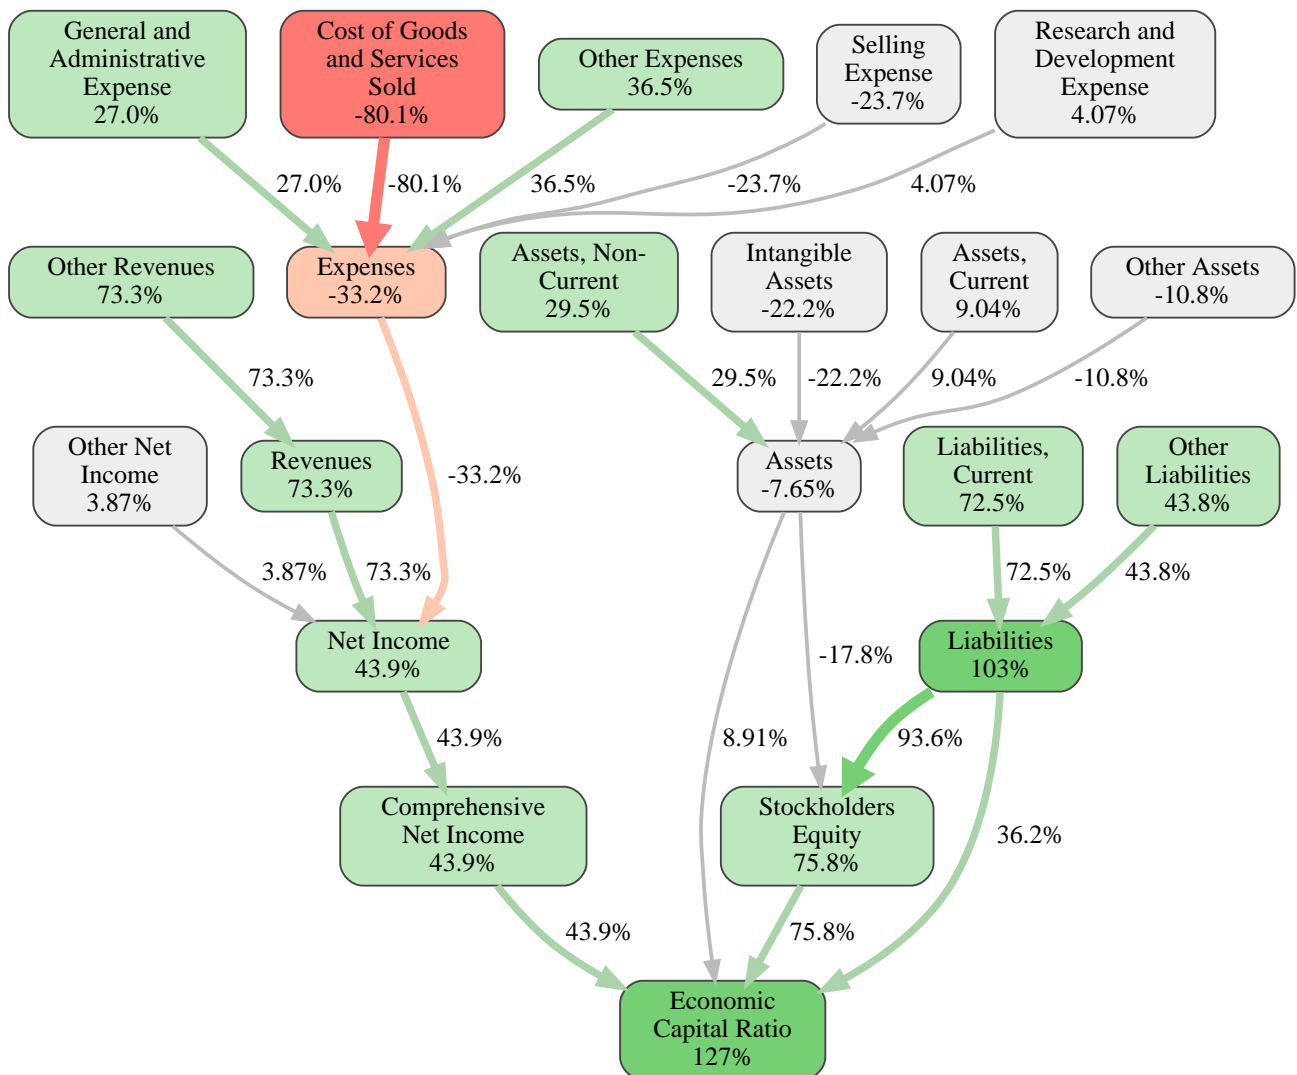 General and
Administrative
Expense
27.0%
Cost of Goods
and Services
Sold
-80.1%
Other Expenses
36.5%
Selling
Expense
-23.7%
Research and
Development
Expense
4.07%
27.0%
-80.1%
36.5%
-23.7%
4.07%
Other Revenues
73.3%
Expenses
-33.2%
Assets, Non-
Current
29.5%
Intangible
Assets
-22.2%
Assets,
Current
9.04%
Other Assets
-10.8%
73.3%
29.5%
-22.2%
9.04%
-10.8%
Other Net
Income
3.87%
Revenues
73.3%
-33.2%
Assets
-7.65%
Liabilities,
Current
72.5%
Other
Liabilities
43.8%
3.87%
73.3%
72.5%
43.8%
Net Income
43.9%
-17.8%
Liabilities
103%
43.9%
8.91%
93.6%
Comprehensive
Net Income
43.9%
Stockholders
Equity
75.8%
36.2%
43.9%
75.8%
Economic
Capital Ratio
127%